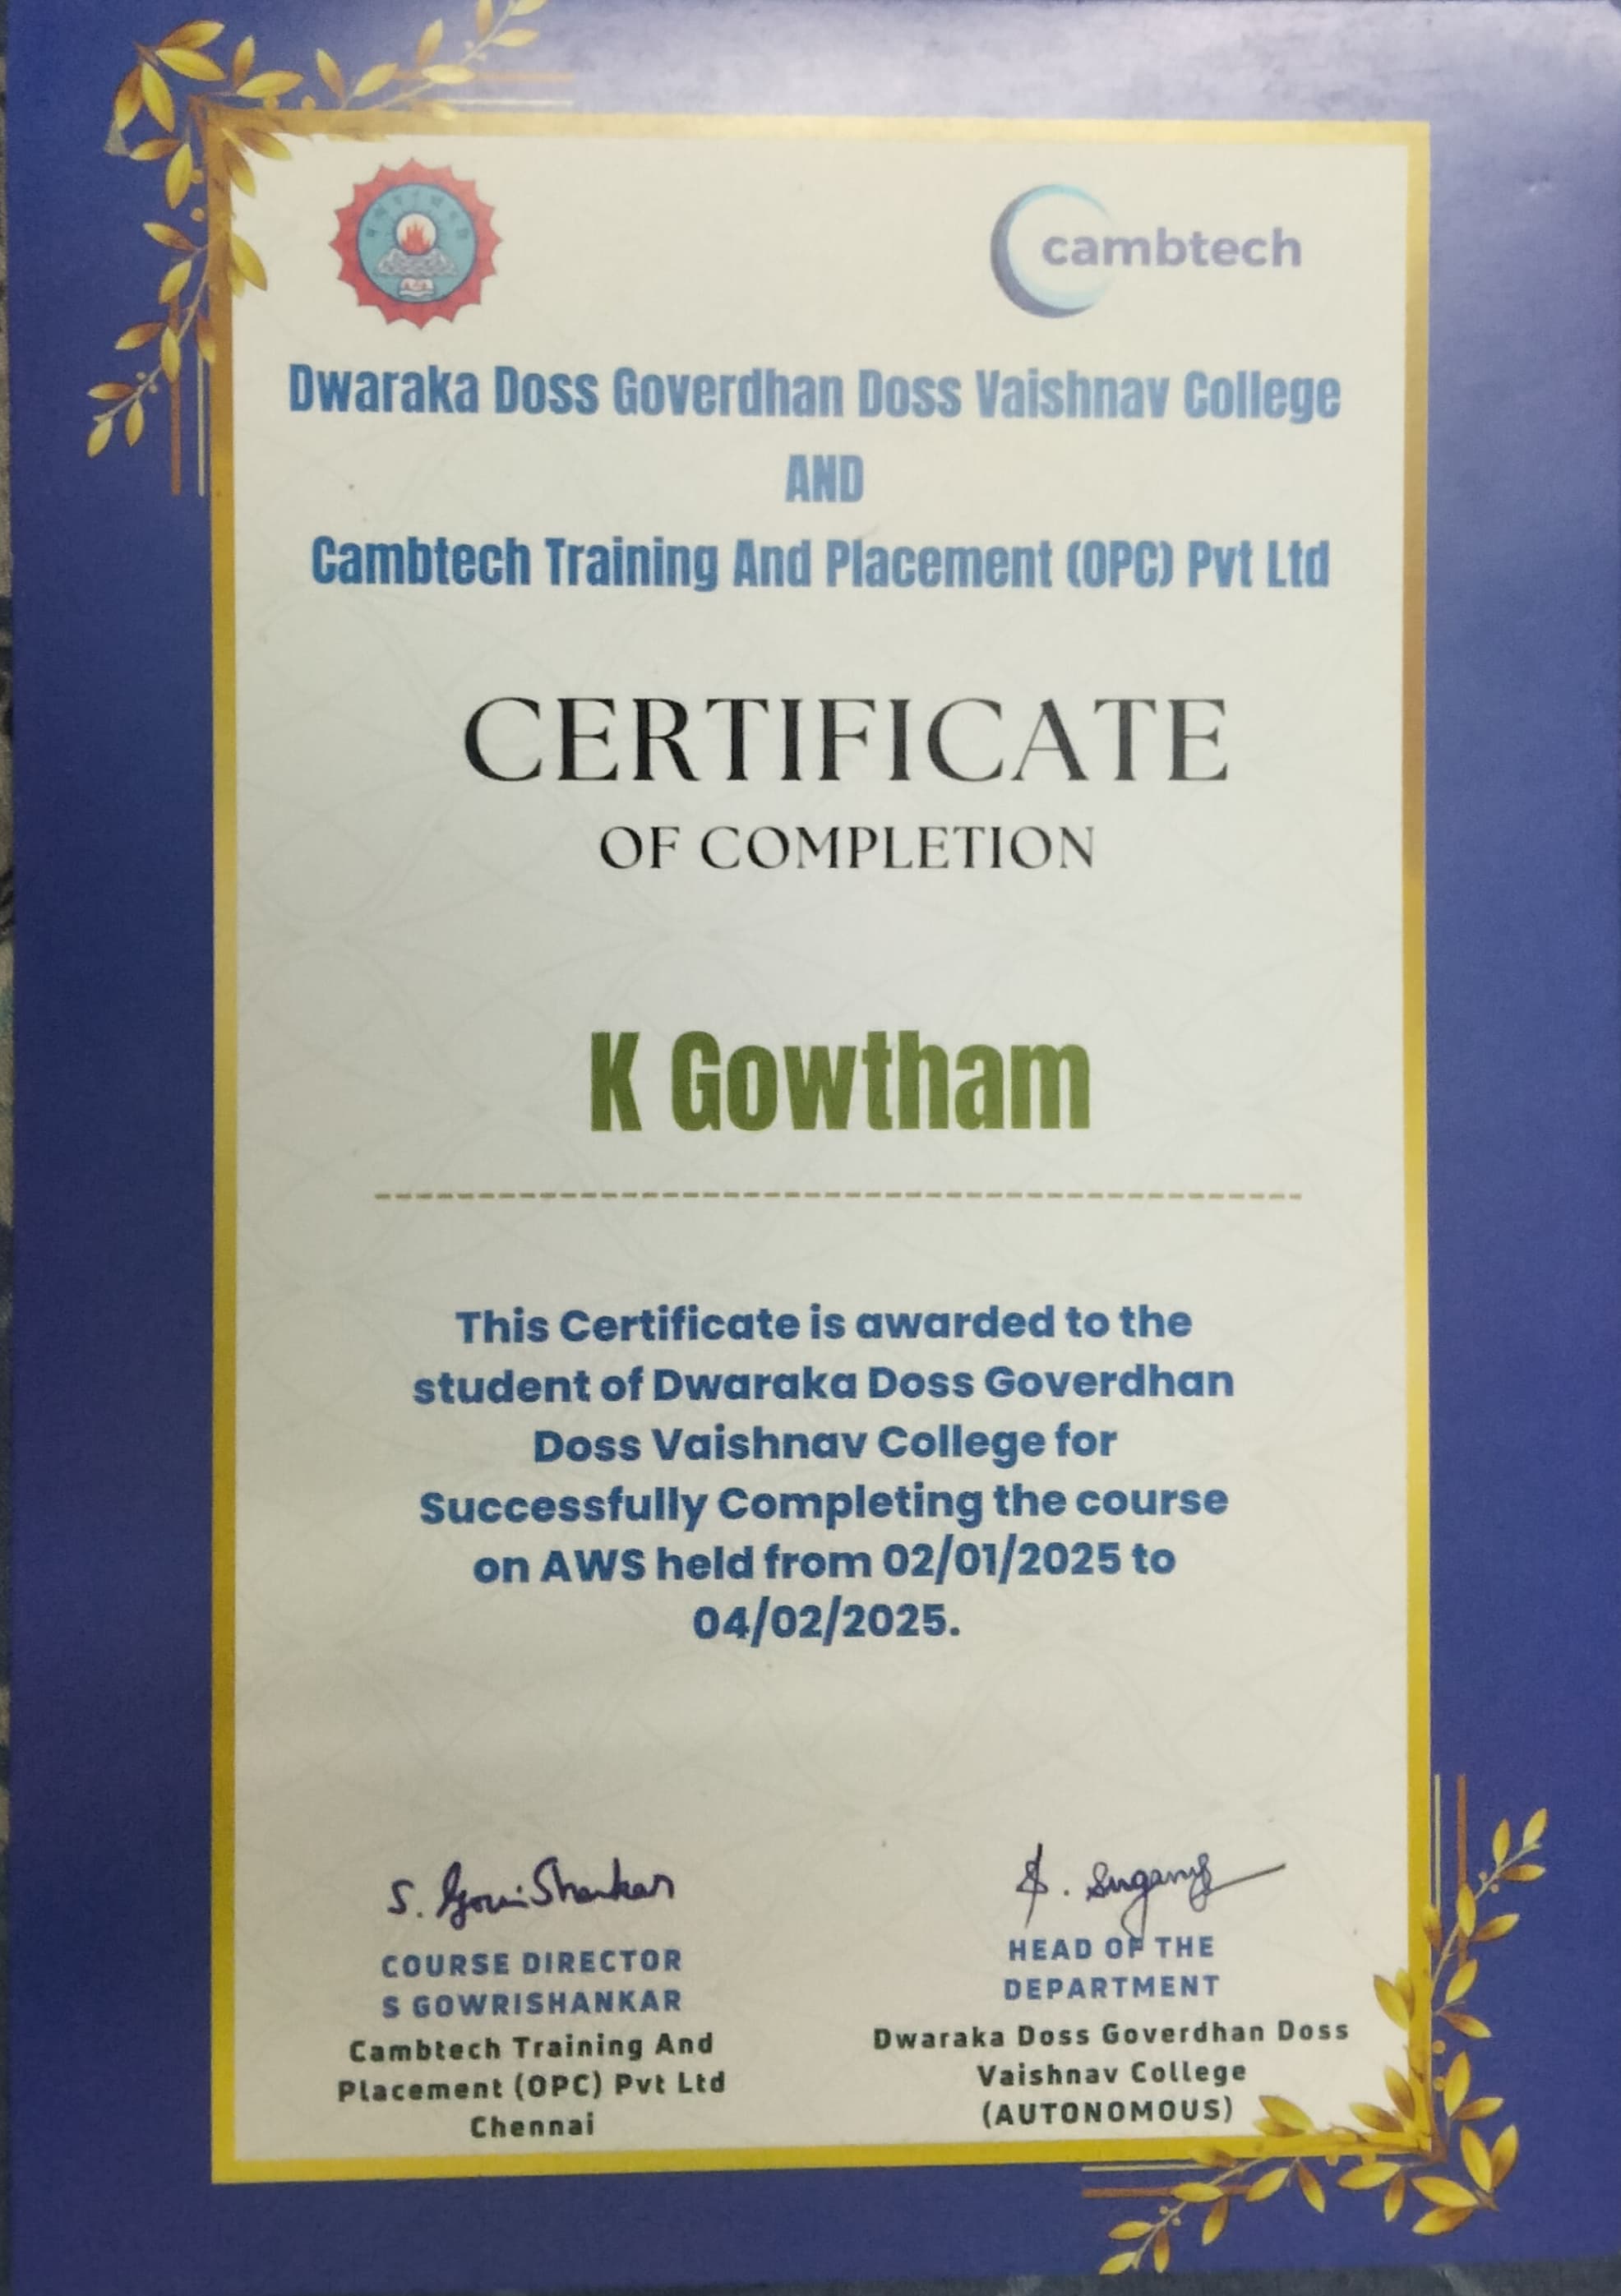 cambtech
Dwaraka Doss Goverdhan Doss Vaishnav College
AND
Cambtech Training And Placement (OPC) Pvt Ltd
CERTIFICATE
OF COMPLETION
K Gowtham
This Certificate is awarded to the
student of Dwaraka Doss Goverdhan
Doss Vaishnav College for
Successfully Completing the course
on AWS held from 02/01/2025 to
04/02/2025.
S. GowriShankar
COURSE DIRECTOR
S GOWRISHANKAR
Cambtech Training And
Placement (OPC) Pvt Ltd
Chennai
HEAD OF THE
DEPARTMENT
Dwaraka Doss Goverdhan Doss
Vaishnav College
(AUTONOMOUS)